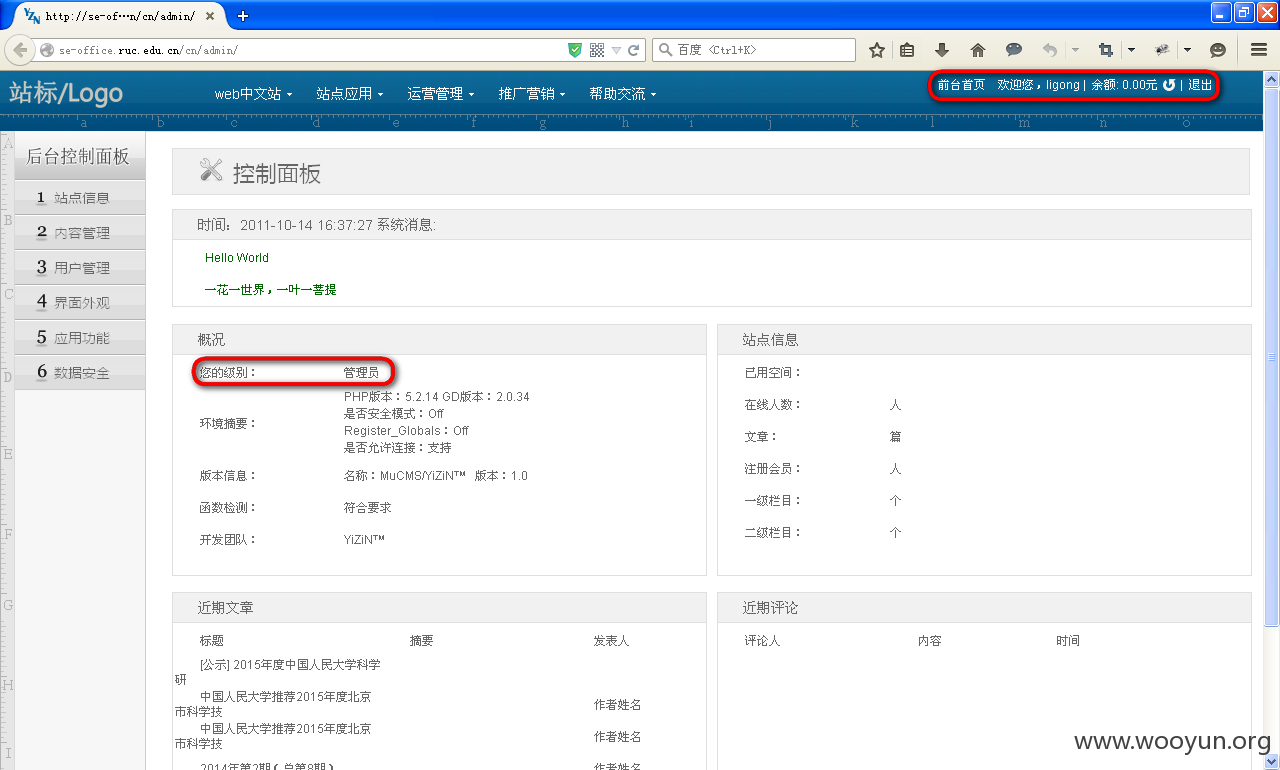 http://se-of…n/cn/admin/
se-office.ruc.edu.cn/cn/admin/
百度 <Ctrl+K>
站标/Logo
web中文站 站点应用 运营管理 推广营销 帮助交流
前台首页 欢迎您，ligong | 余额: 0.00元 | 退出
a b c d e f g h i j k l m n o
A
B
C
D
E
F
G
H
I
后台控制面板
1 站点信息
2 内容管理
3 用户管理
4 界面外观
5 应用功能
6 数据安全
控制面板
时间：2011-10-14 16:37:27 系统消息:
Hello World
一花一世界，一叶一菩提
概况
您的级别： 管理员
环境摘要：
PHP版本：5.2.14 GD版本：2.0.34
是否安全模式：Off
Register_Globals：Off
是否允许连接：支持
版本信息： 名称：MuCMS/YiZiN™ 版本：1.0
函数检测： 符合要求
开发团队： YiZiN™
站点信息
已用空间：
在线人数： 人
文章： 篇
注册会员： 人
一级栏目： 个
二级栏目： 个
近期文章
标题 摘要 发表人
[公示] 2015年度中国人民大学科学
研
中国人民大学推荐2015年度北京
市科学技 作者姓名
中国人民大学推荐2015年度北京
市科学技 作者姓名
2014年第2期（总第8期） 作者姓名
近期评论
评论人 内容 时间
www.wooyun.org